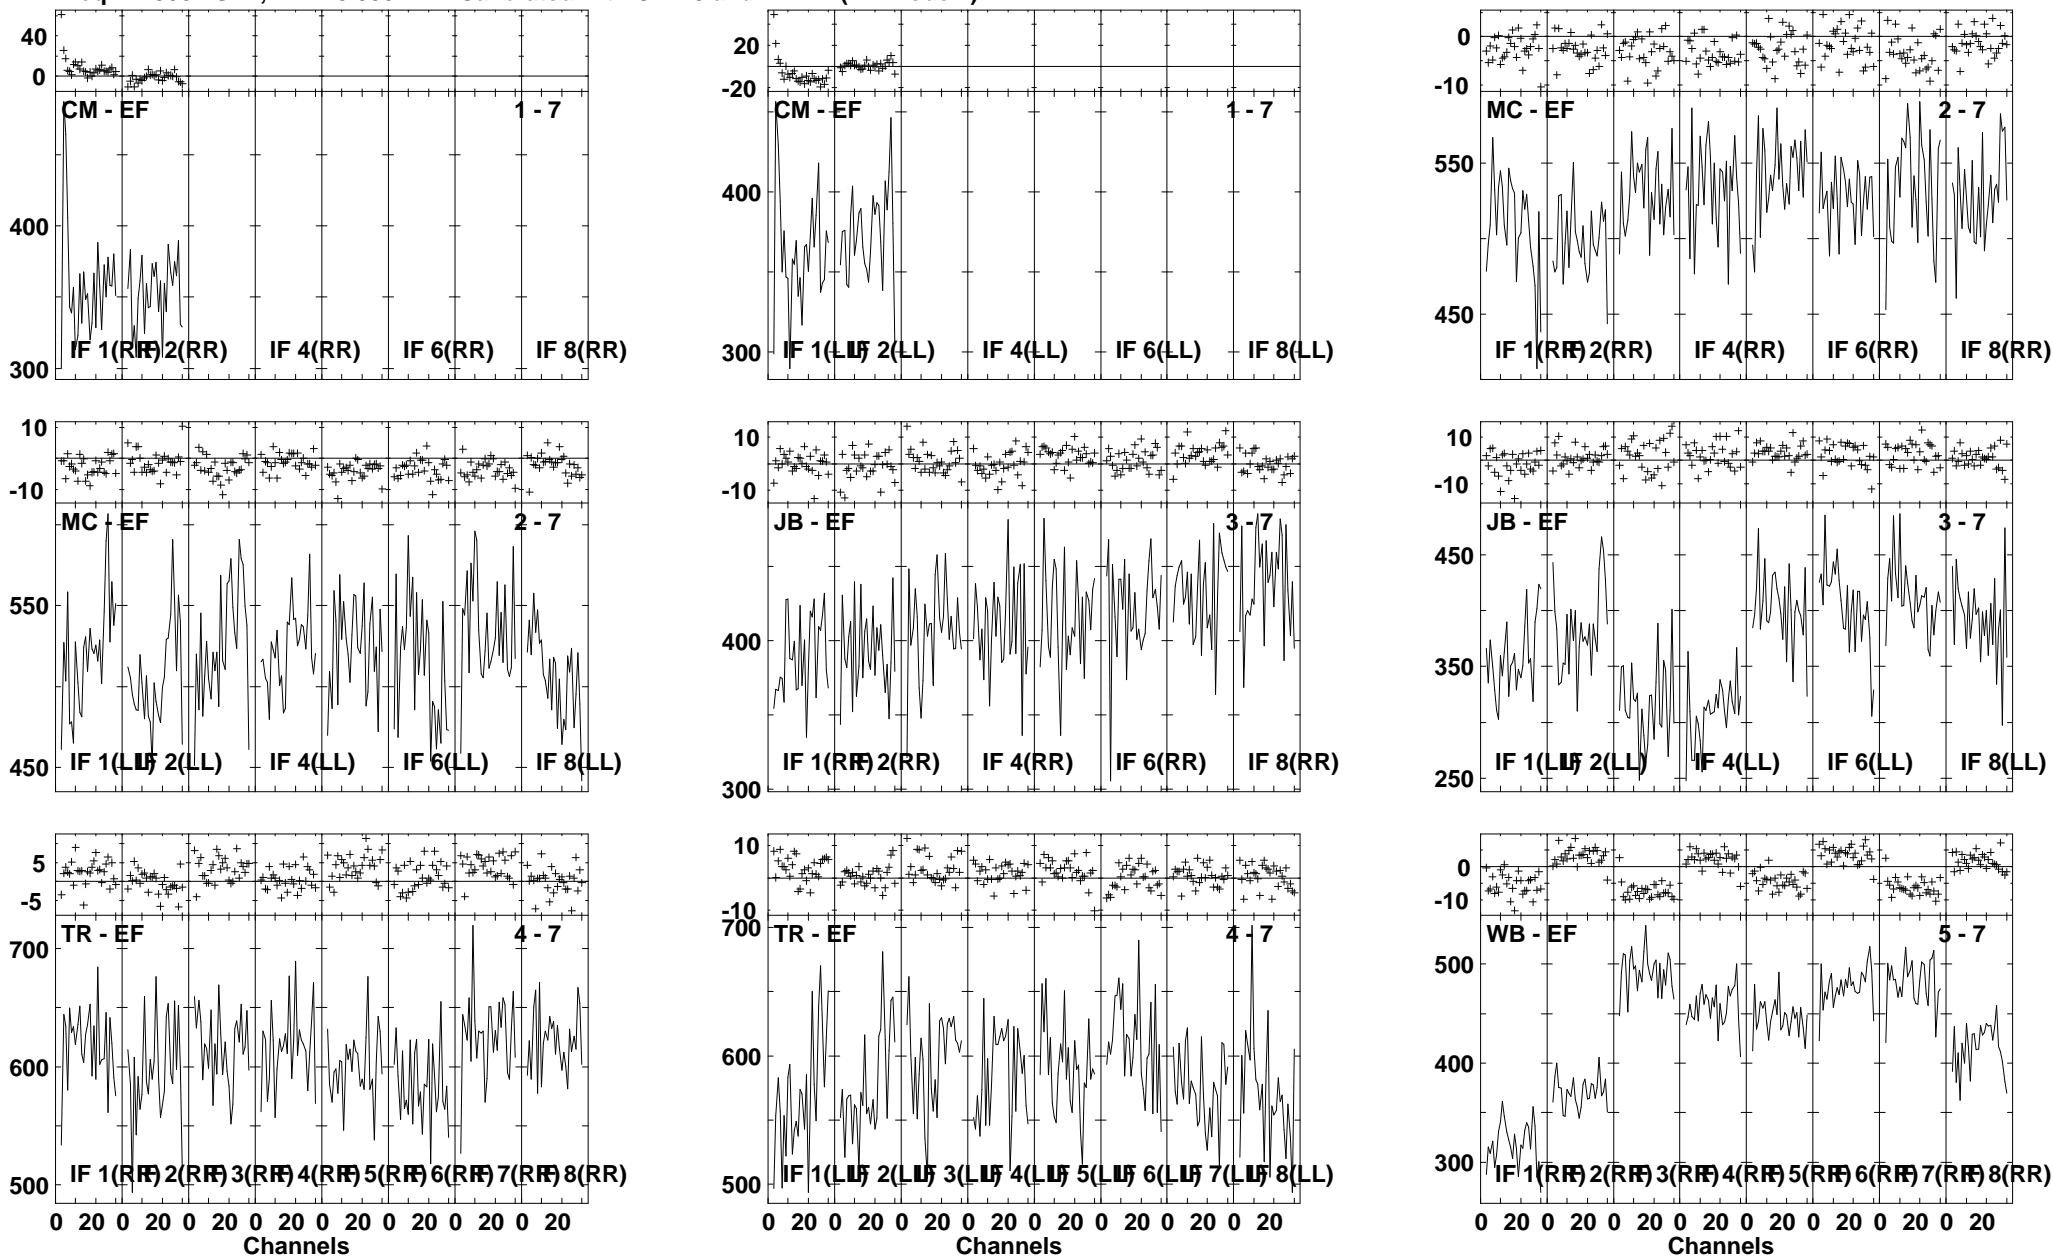 40
0
CM - EF 1 - 7
400
300
IF 1(RR) IF 2(RR) IF 4(RR) IF 6(RR) IF 8(RR)
20
0
-20
CM - EF 1 - 7
400
300
IF 1(LL) IF 2(LL) IF 4(LL) IF 6(LL) IF 8(LL)
0
-10
MC - EF 2 - 7
550
450
IF 1(RR) IF 2(RR) IF 4(RR) IF 6(RR) IF 8(RR)
10
-10
MC - EF 2 - 7
550
450
IF 1(LL) IF 2(LL) IF 4(LL) IF 6(LL) IF 8(LL)
10
-10
JB - EF 3 - 7
400
300
IF 1(RR) IF 2(RR) IF 4(RR) IF 6(RR) IF 8(RR)
10
-10
JB - EF 3 - 7
450
350
250
IF 1(LL) IF 2(LL) IF 4(LL) IF 6(LL) IF 8(LL)
5
-5
TR - EF 4 - 7
700
600
500
IF 1(RR) IF 2(RR) IF 3(RR) IF 4(RR) IF 5(RR) IF 6(RR) IF 7(RR) IF 8(RR)
0 20 0 20 0 20 0 20 0 20 0 20 0 20 0 20
Channels
10
-10
TR - EF 4 - 7
700
600
500
IF 1(LL) IF 2(LL) IF 3(LL) IF 4(LL) IF 5(LL) IF 6(LL) IF 7(LL) IF 8(LL)
0 20 0 20 0 20 0 20 0 20 0 20 0 20 0 20
Channels
0
-10
WB - EF 5 - 7
500
400
300
IF 1(RR) IF 2(RR) IF 3(RR) IF 4(RR) IF 5(RR) IF 6(RR) IF 7(RR) IF 8(RR)
0 20 0 20 0 20 0 20 0 20 0 20 0 20 0 20
Channels